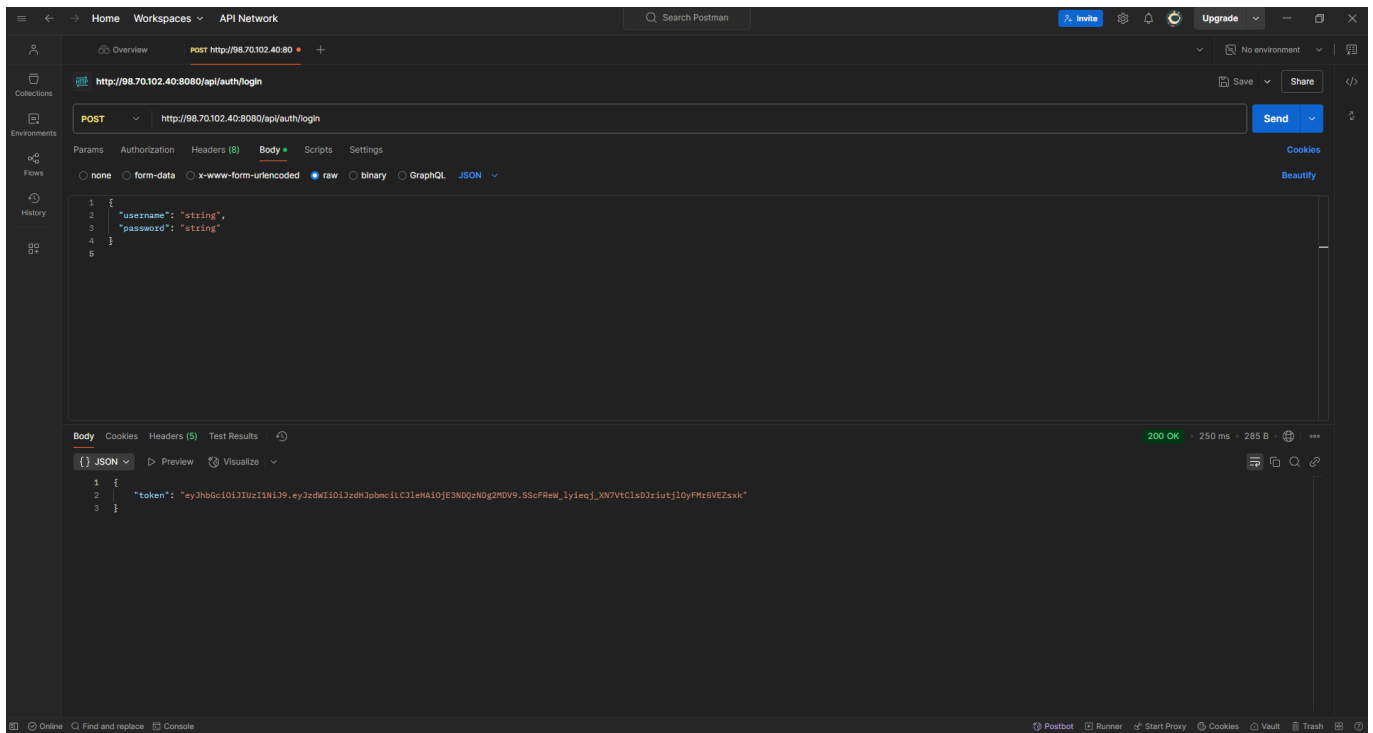 Home Workspaces API Network Search Postman Invite Upgrade
Overview POST http://98.70.102.40:80 No environment
Collections
Environments
Flows
History
http://98.70.102.40:8080/api/auth/login Save Share
POST http://98.70.102.40:8080/api/auth/login Send
Params Authorization Headers (8) Body Scripts Settings Cookies
none form-data x-www-form-urlencoded raw binary GraphQL JSON Beautify
1 {
2 "username": "string",
3 "password": "string"
4 }
5
Body Cookies Headers (5) Test Results 200 OK 250 ms 285 B
{} JSON Preview Visualize
1 {
2 "token": "eyJhbGciOiJIUzI1NiJ9.eyJzdWIiOiJzdHJpbmciLCJleHAiOjE3NDQzNDg2MDV9.SScFReW_lyieqj_XN7VtClsDJriutjlOyFMr6VEZsxk"
3 }
Online Find and replace Console Postbot Runner Start Proxy Cookies Vault Trash